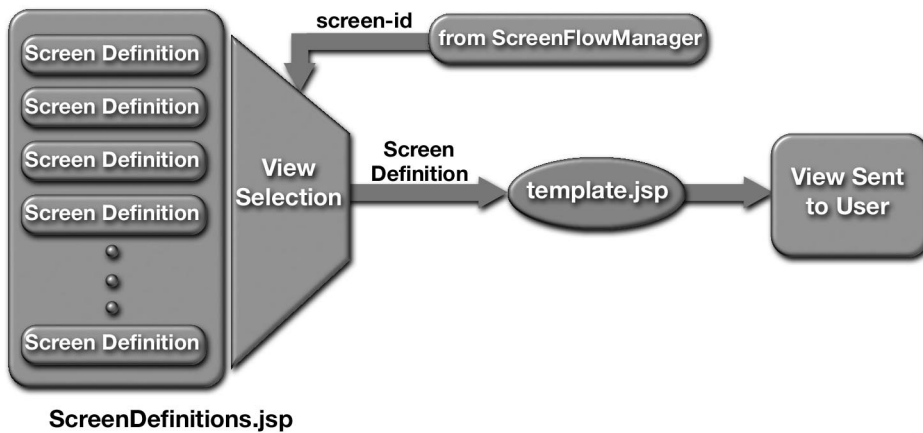 screen-id
from ScreenFlowManager
Screen Definition
Screen Definition
Screen Definition
Screen Definition
Screen Definition
View
Selection
Screen
Definition
template.jsp
View Sent
to User
ScreenDefinitions.jsp